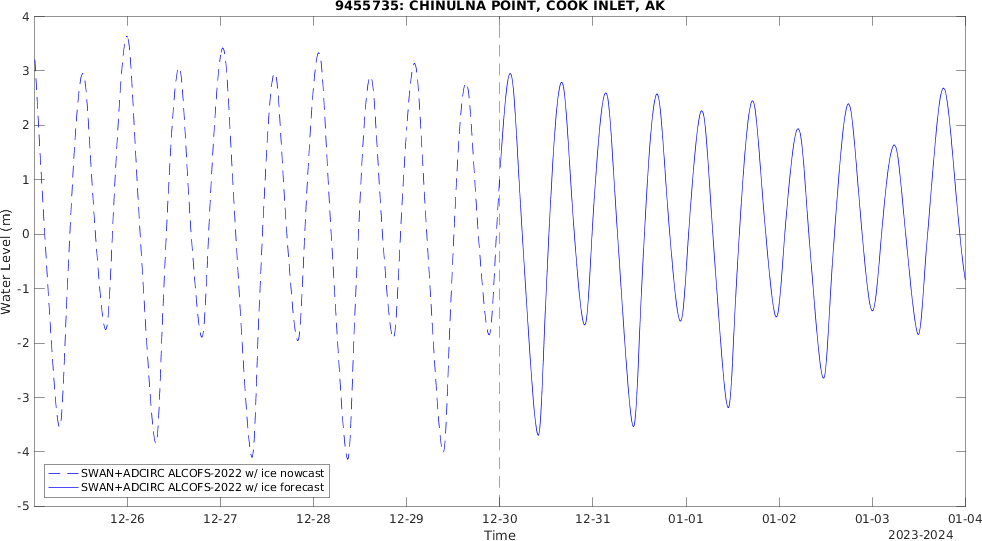 9455735: CHINULNA POINT, COOK INLET, AK
4
3
2
1
0
-1
-2
-3
-4
-5
Water Level (m)
SWAN+ADCIRC ALCOFS-2022 w/ ice nowcast
SWAN+ADCIRC ALCOFS-2022 w/ ice forecast
12-26 12-27 12-28 12-29 12-30 12-31 01-01 01-02 01-03 01-04
Time
2023-2024